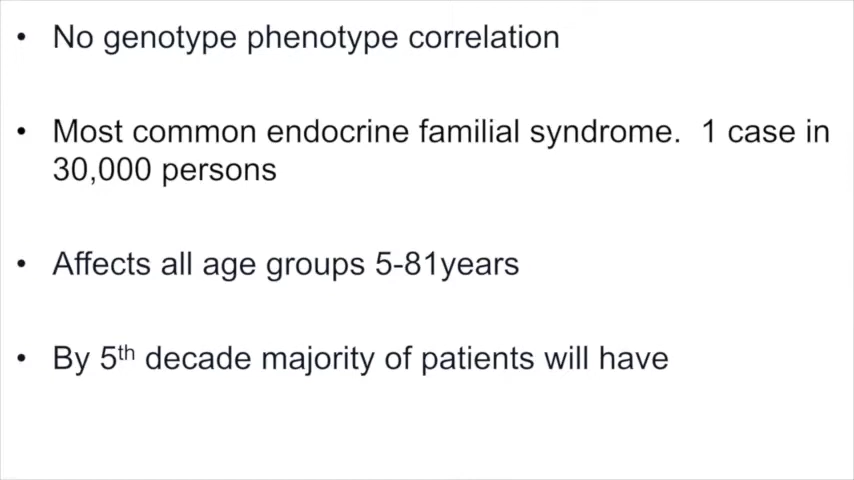 • No genotype phenotype correlation
• Most common endocrine familial syndrome.  1 case in
30,000 persons
• Affects all age groups 5-81years
• By 5th decade majority of patients will have